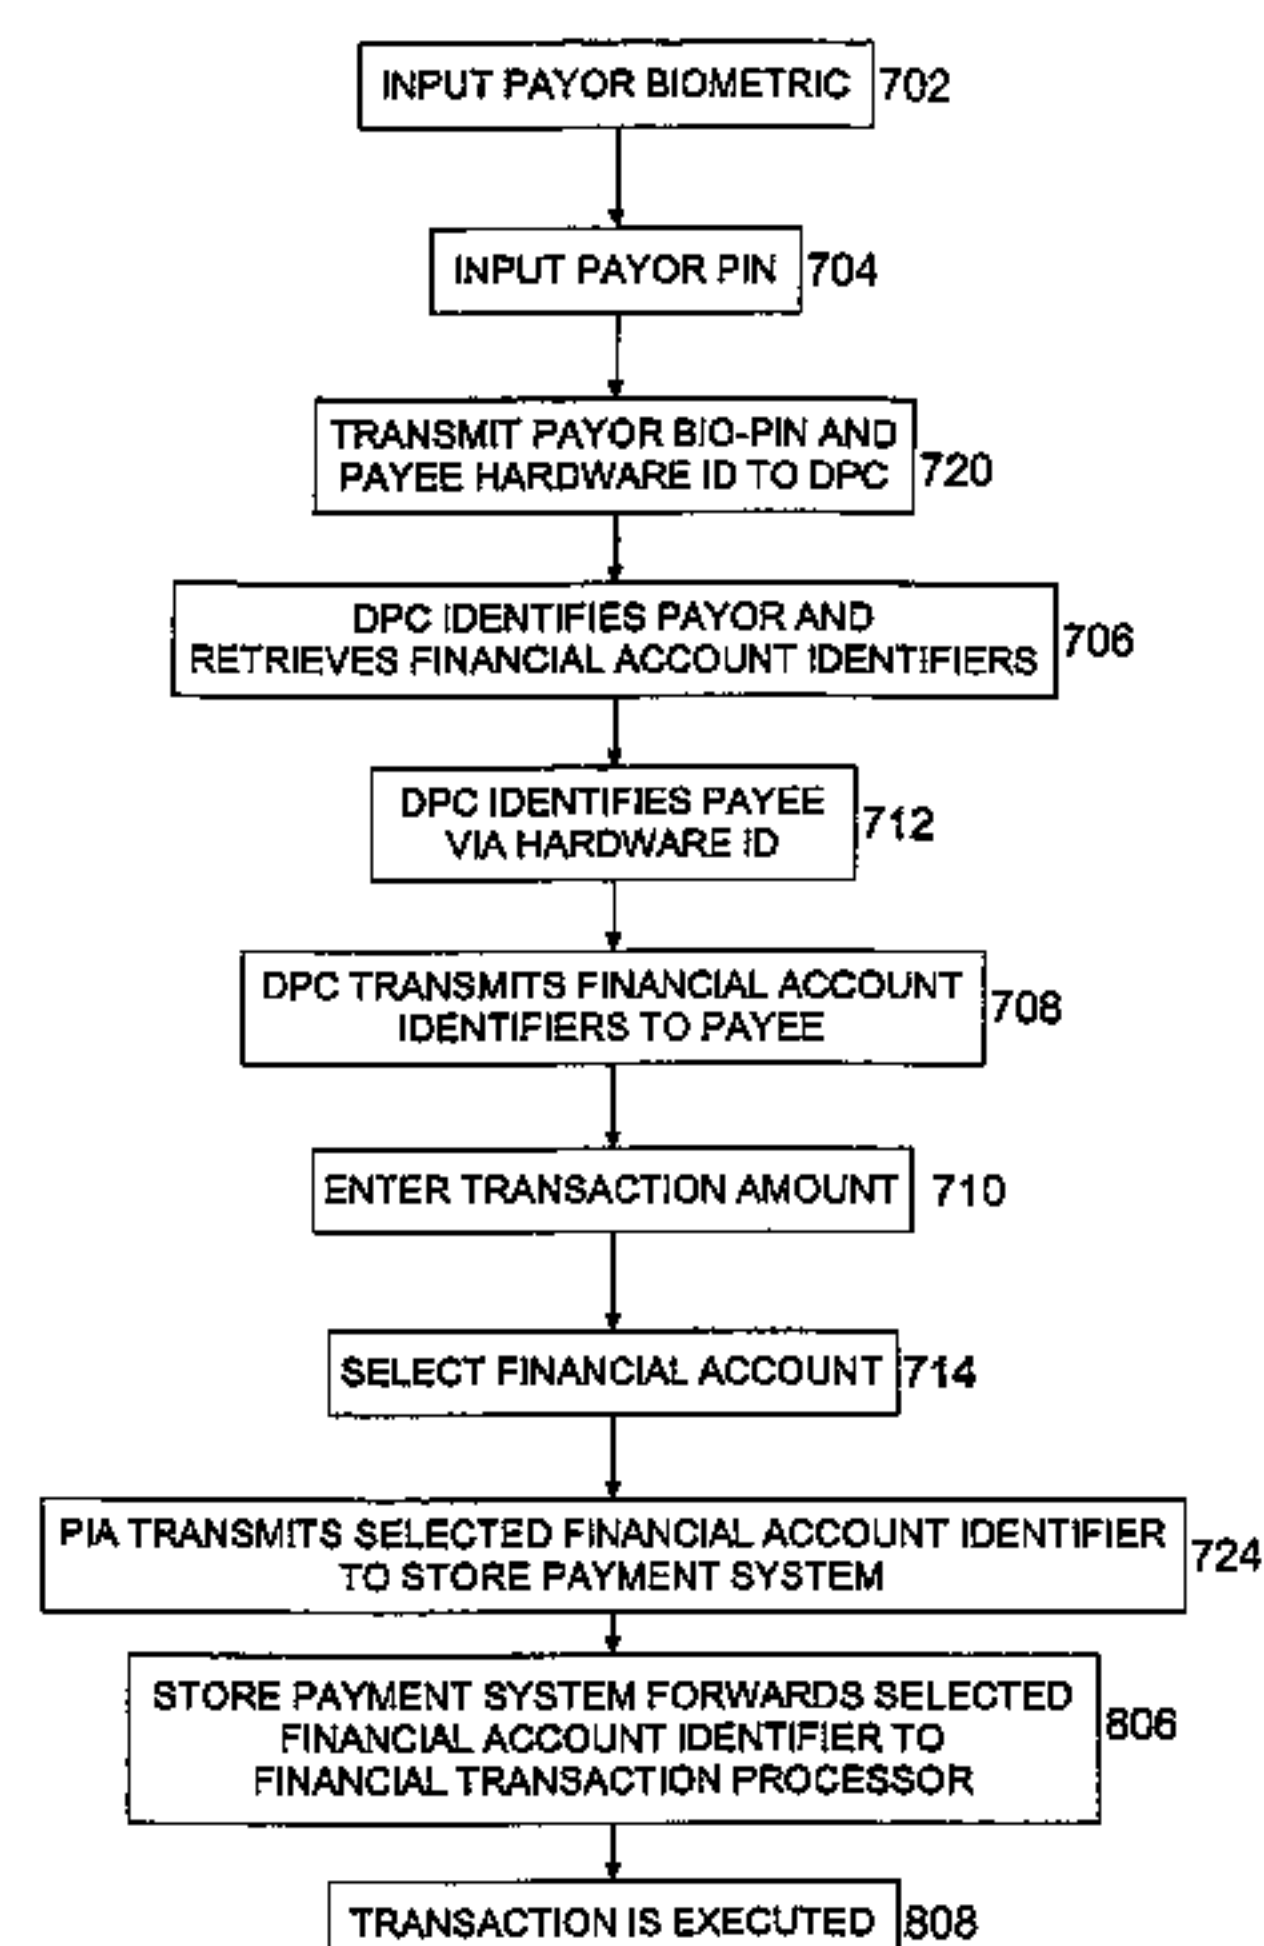 INPUT PAYOR BIOMETRIC 702
INPUT PAYOR PIN 704
TRANSMIT PAYOR BIO-PIN AND
PAYEE HARDWARE ID TO DPC 720
DPC IDENTIFIES PAYOR AND
RETRIEVES FINANCIAL ACCOUNT IDENTIFIERS 706
DPC IDENTIFIES PAYEE
VIA HARDWARE ID 712
DPC TRANSMITS FINANCIAL ACCOUNT
IDENTIFIERS TO PAYEE 708
ENTER TRANSACTION AMOUNT 710
SELECT FINANCIAL ACCOUNT 714
PIA TRANSMITS SELECTED FINANCIAL ACCOUNT IDENTIFIER
TO STORE PAYMENT SYSTEM 724
STORE PAYMENT SYSTEM FORWARDS SELECTED
FINANCIAL ACCOUNT IDENTIFIER TO 806
FINANCIAL TRANSACTION PROCESSOR
TRANSACTION IS EXECUTED 808